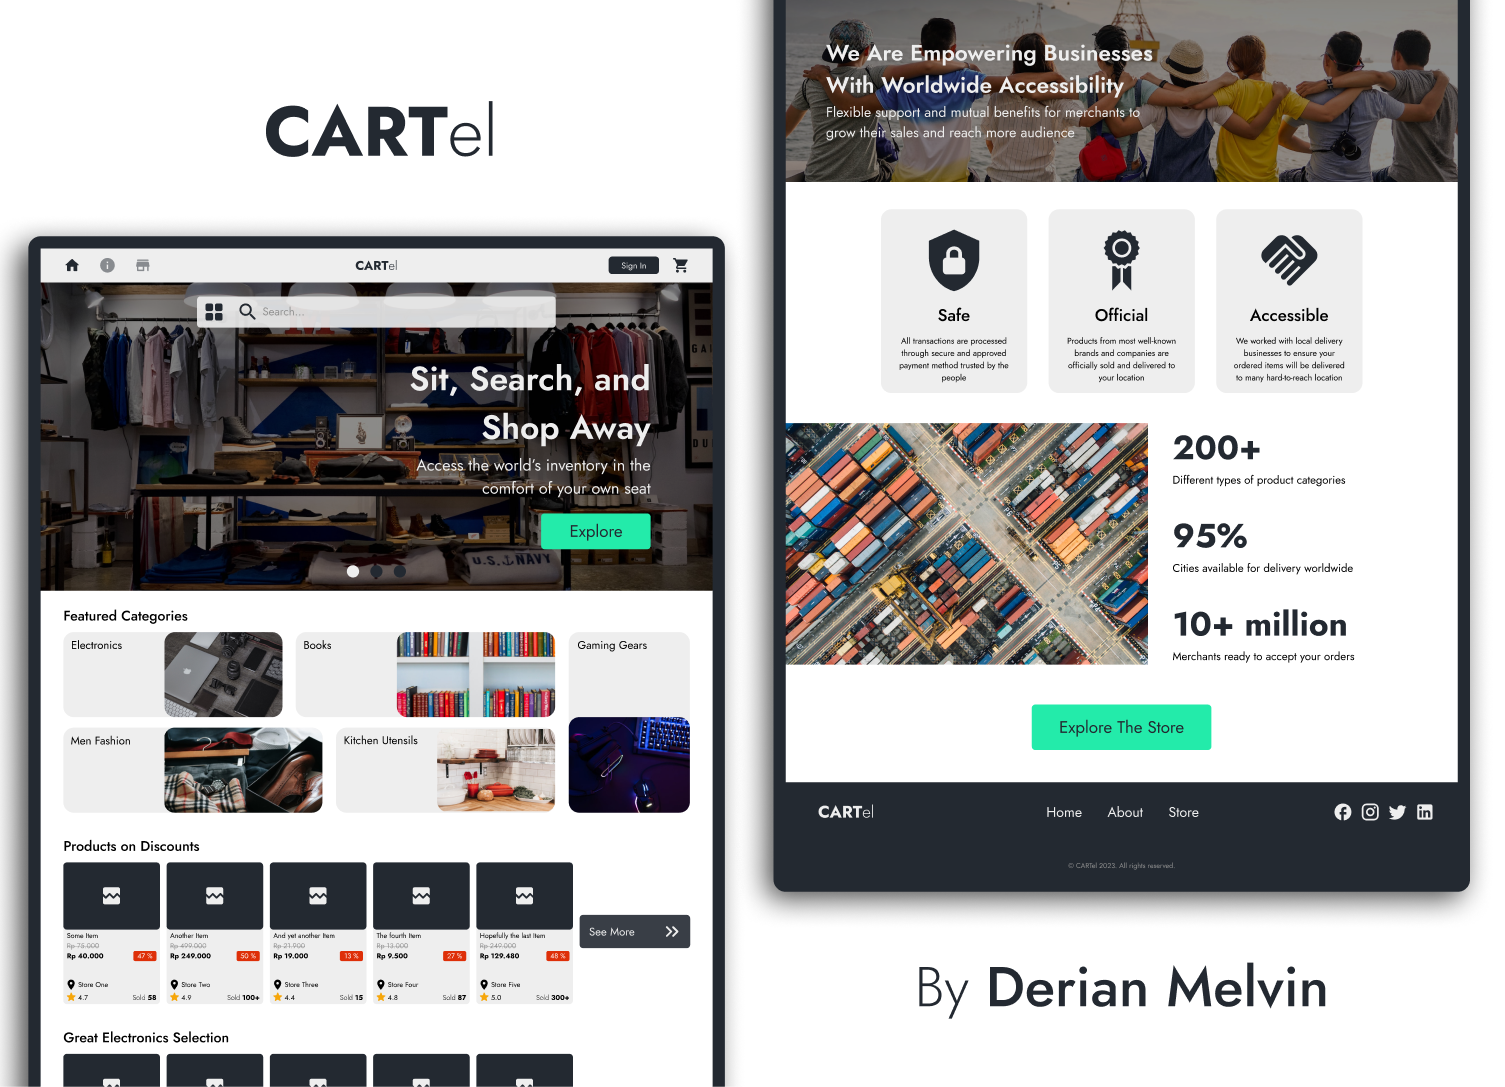 CARTel
CARTel
Sign In
Search...
Sit, Search, and
Shop Away
Access the world's inventory in the
comfort of your own seat
Explore
U.S. NAVY
Featured Categories
Electronics
Books
Gaming Gears
Men Fashion
Kitchen Utensils
Products on Discounts
Some Item
Rp 75.000
Rp 40.000
47 %
Store One
4.7
Sold 58
Another Item
Rp 499.000
Rp 249.000
50 %
Store Two
4.9
Sold 100+
And yet another Item
Rp 21.900
Rp 19.000
13 %
Store Three
4.4
Sold 15
The fourth Item
Rp 13.000
Rp 9.500
27 %
Store Four
4.8
Sold 87
Hopefully the last Item
Rp 249.000
Rp 129.480
48 %
Store Five
5.0
Sold 300+
See More
Great Electronics Selection
We Are Empowering Businesses
With Worldwide Accessibility
Flexible support and mutual benefits for merchants to
grow their sales and reach more audience
Safe
All transactions are processed
through secure and approved
payment method trusted by the
people
Official
Products from most well-known
brands and companies are
officially sold and delivered to
your location
Accessible
We worked with local delivery
businesses to ensure your
ordered items will be delivered
to many hard-to-reach location
200+
Different types of product categories
95%
Cities available for delivery worldwide
10+ million
Merchants ready to accept your orders
Explore The Store
CARTel
Home
About
Store
© CARTel 2023. All rights reserved.
By Derian Melvin